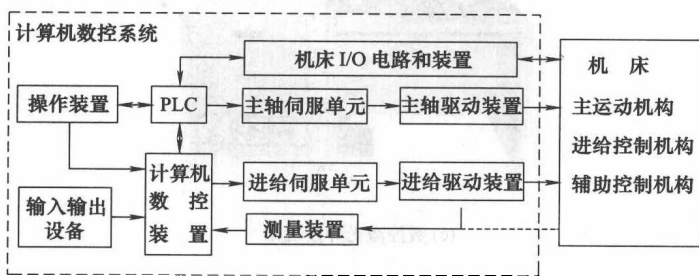 计算机数控系统
机床 I/O 电路和装置
机 床
操作装置
PLC
主轴伺服单元
主轴驱动装置
主运动机构
进给控制机构
辅助控制机构
计算机
数 控
装 置
进给伺服单元
进给驱动装置
输入输出
设备
测量装置